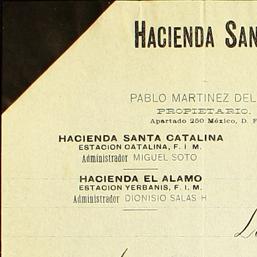 HACIENDA SAN
PABLO MARTINEZ DEL
PROPIETARIO.
Apartado 250 México, D. F
HACIENDA SANTA CATALINA
ESTACION CATALINA, F. I M.
Administrador MIGUEL SOTO
HACIENDA EL ALAMO
ESTACION YERBANIS, F. I. M.
Administrador DIONISIO SALAS H